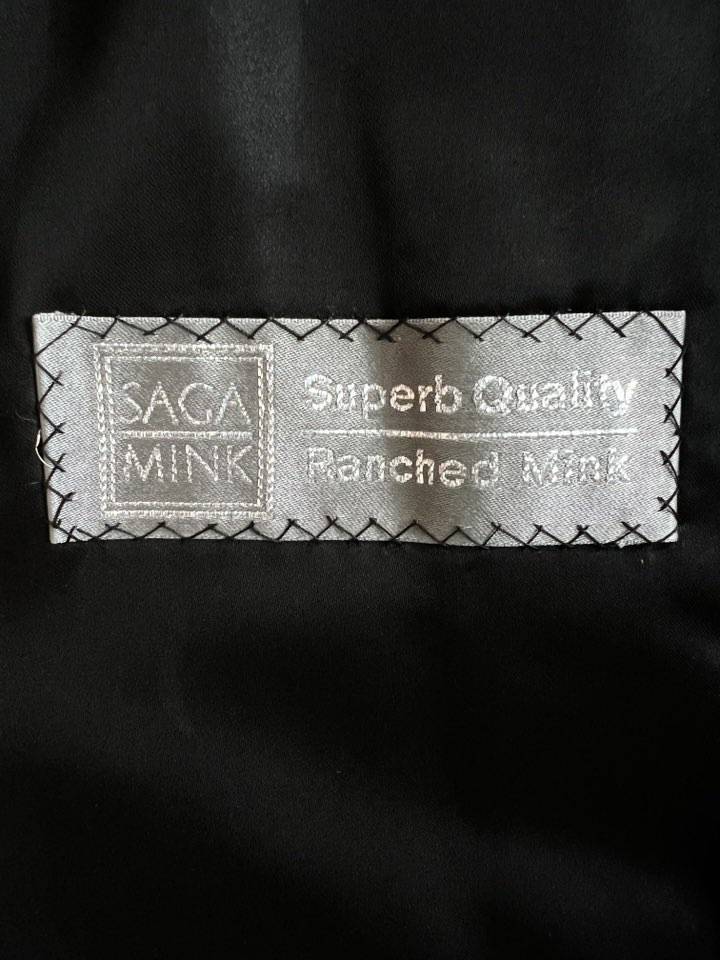 SAGA
MINK
Superb Quality
Ranched Mink